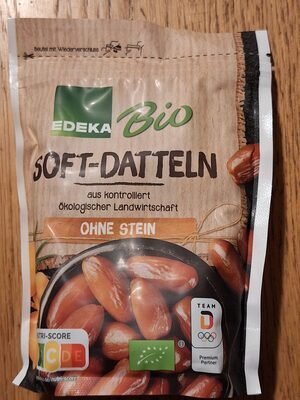 Beutel mit Wiederverschluss
EDEKA Bio
SOFT-DATTELN
aus kontrolliert
ökologischer Landwirtschaft
OHNE STEIN
TEAM
D
Premium
Partner
NUTRI-SCORE
C D E